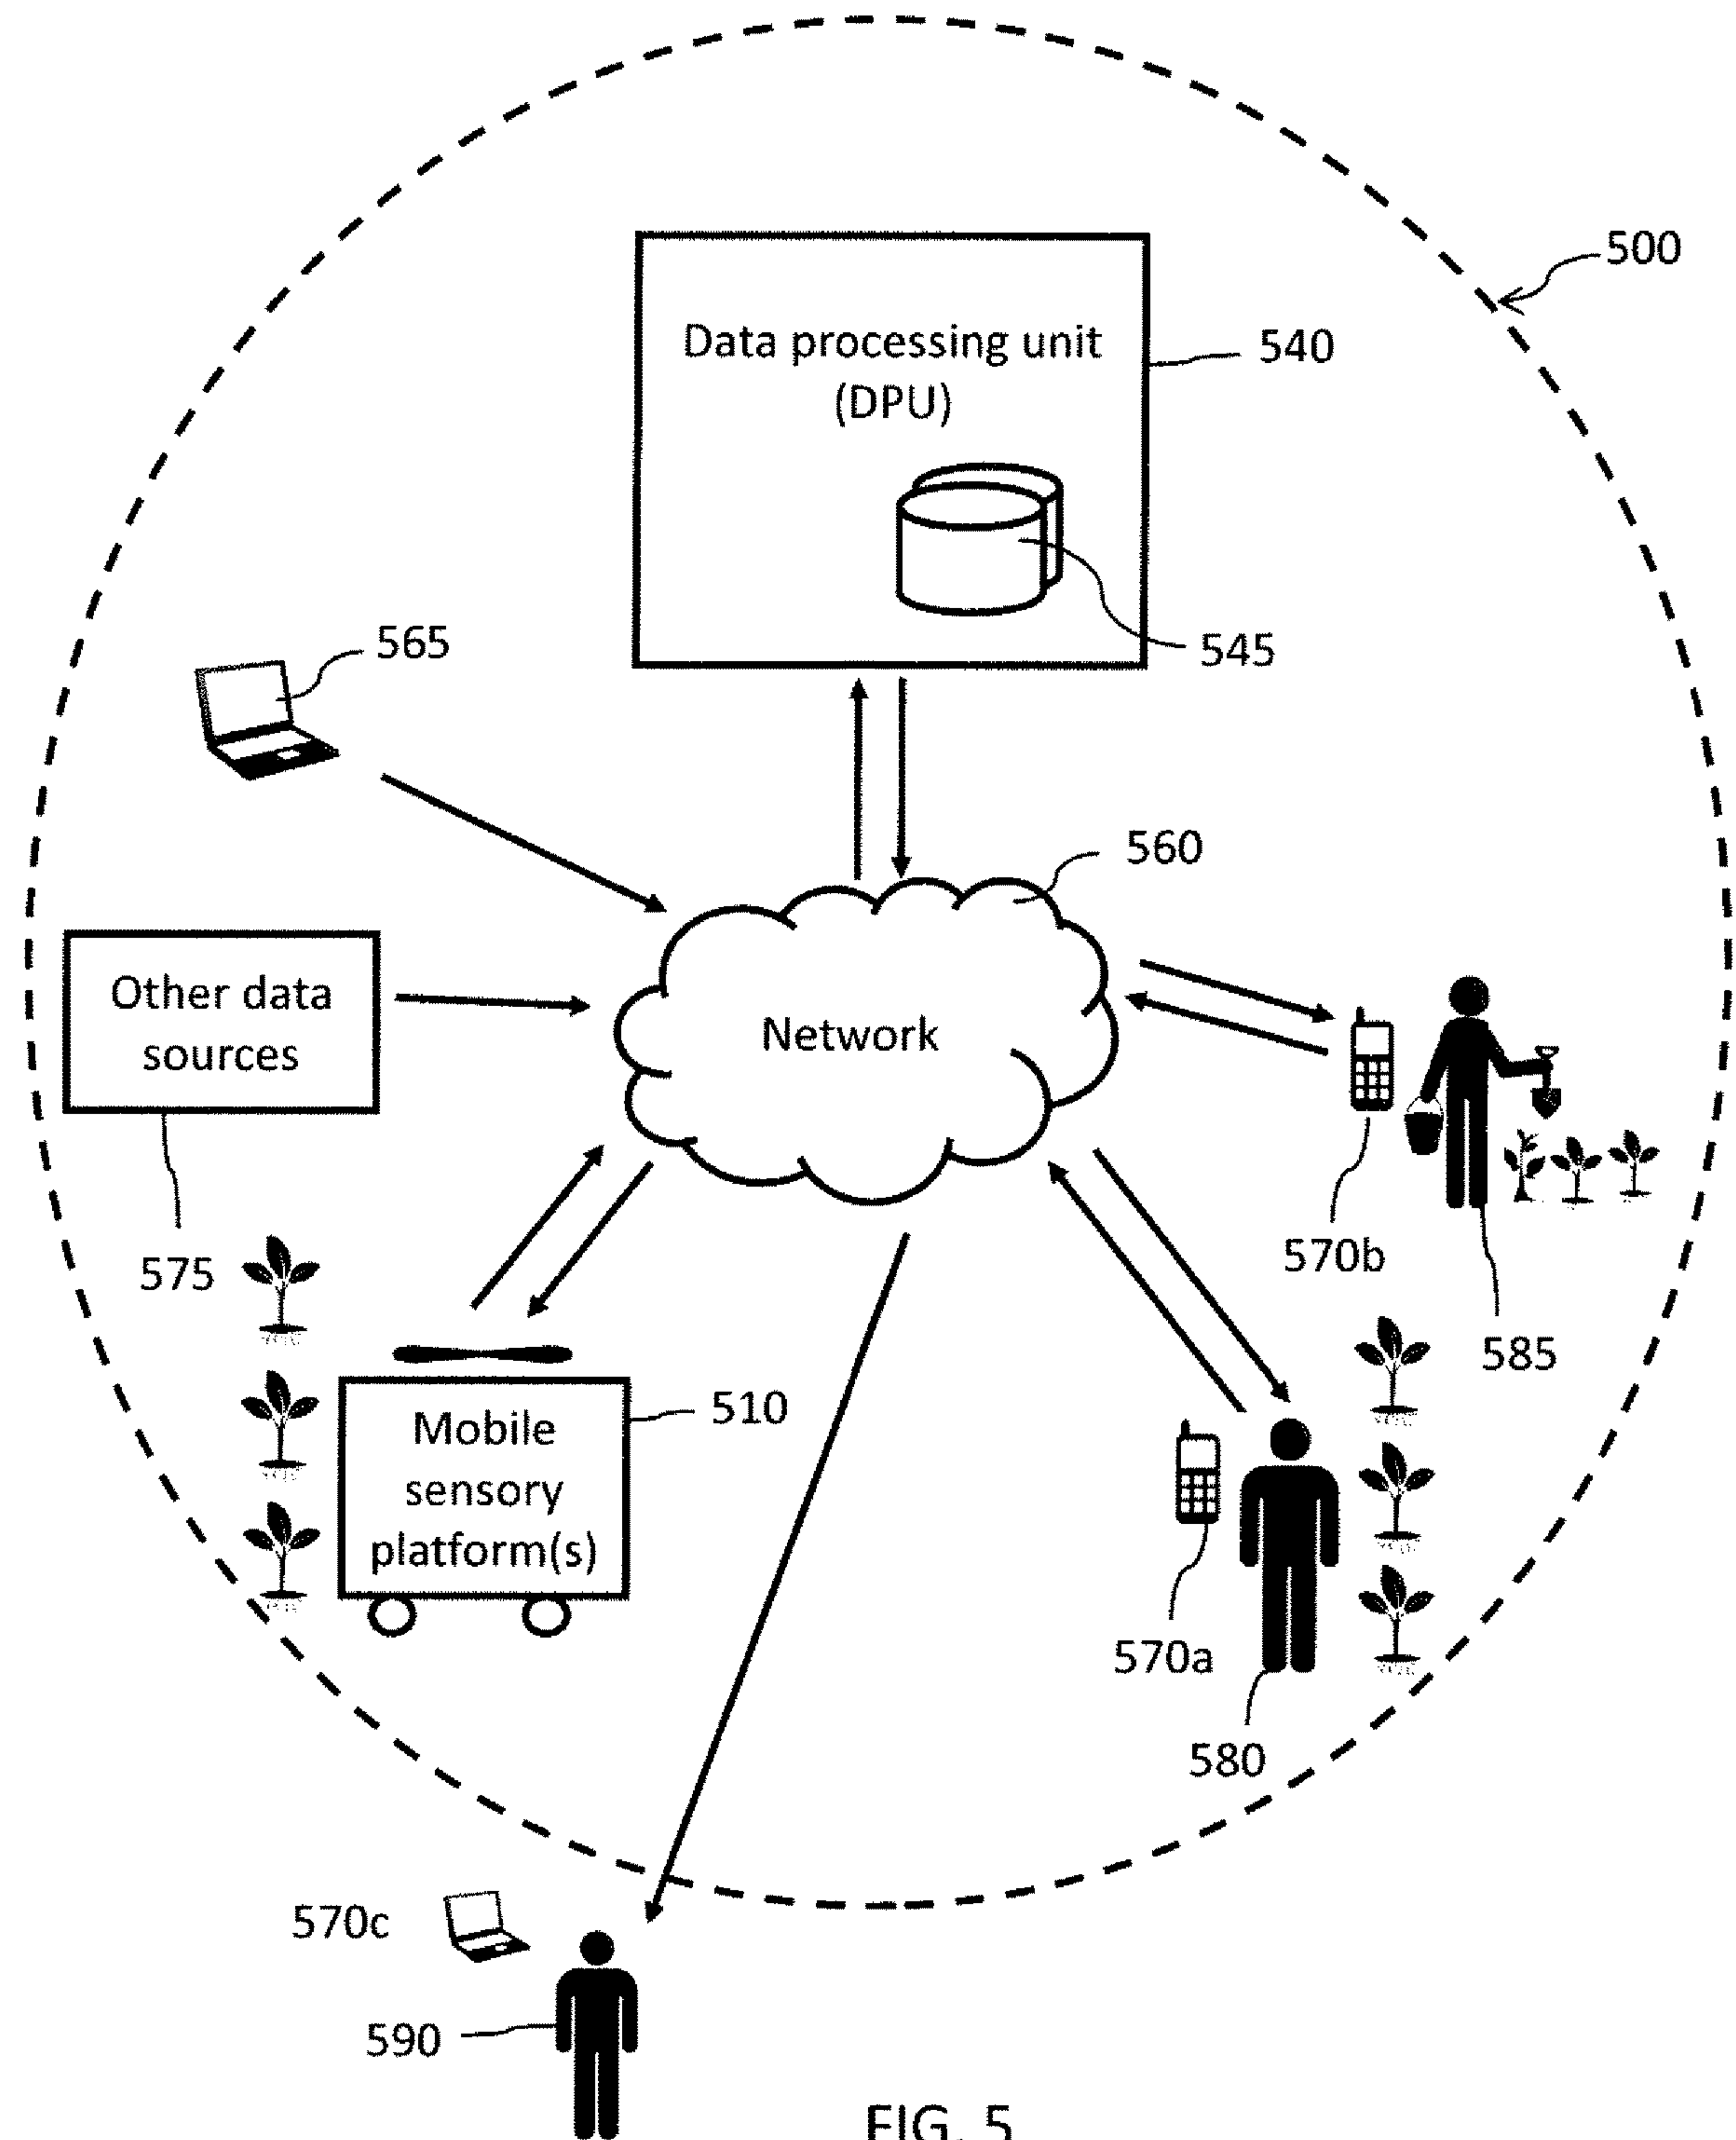 500
Data processing unit
(DPU)
540
545
565
560
Other data
sources
Network
575
570b
585
Mobile
sensory
platform(s)
510
570a
580
570c
590
FIG. 5